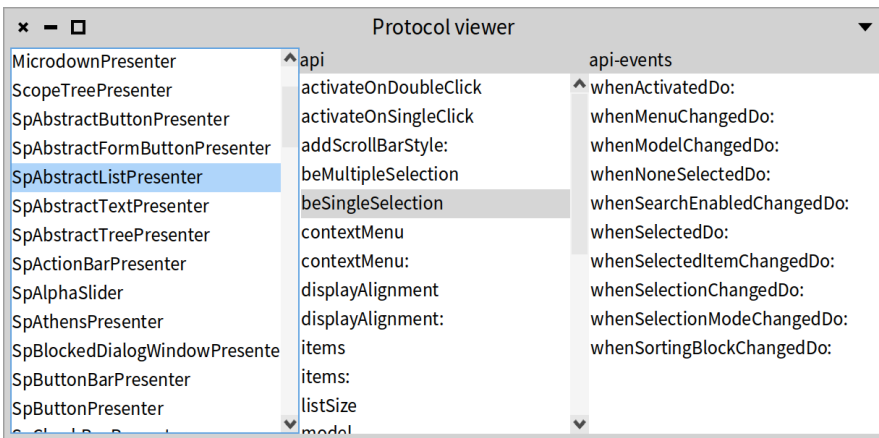 Protocol viewer
MicrodownPresenter
ScopeTreePresenter
SpAbstractButtonPresenter
SpAbstractFormButtonPresenter
SpAbstractListPresenter
SpAbstractTextPresenter
SpAbstractTreePresenter
SpActionBarPresenter
SpAlphaSlider
SpAthensPresenter
SpBlockedDialogWindowPresente
SpButtonBarPresenter
SpButtonPresenter
api
activateOnDoubleClick
activateOnSingleClick
addScrollBarStyle:
beMultipleSelection
beSingleSelection
contextMenu
contextMenu:
displayAlignment
displayAlignment:
items
items:
listSize
model
api-events
whenActivatedDo:
whenMenuChangedDo:
whenModelChangedDo:
whenNoneSelectedDo:
whenSearchEnabledChangedDo:
whenSelectedDo:
whenSelectedItemChangedDo:
whenSelectionChangedDo:
whenSelectionModeChangedDo:
whenSortingBlockChangedDo: